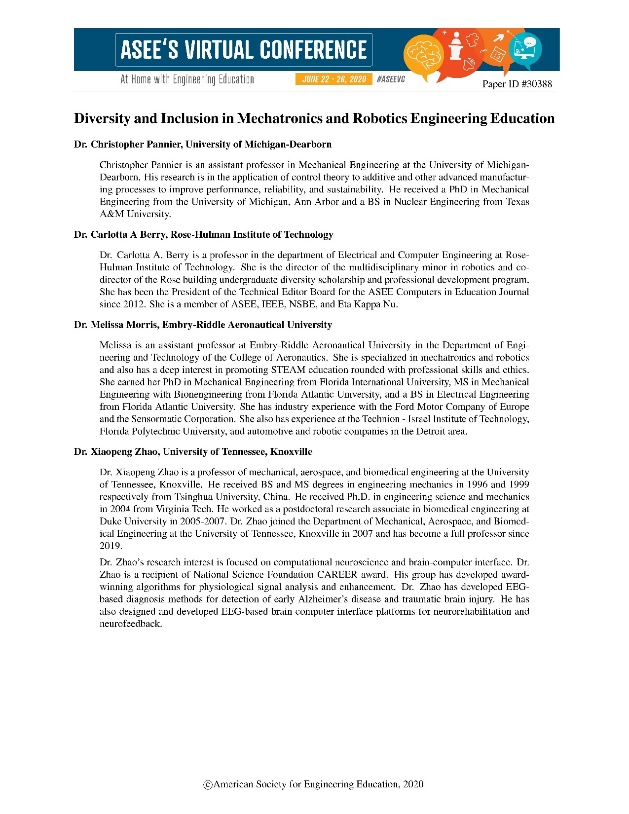 ASEE'S VIRTUAL CONFERENCE
At Home with Engineering Education
JUNE 22 - 26, 2020 #ASEEVC
Paper ID #30388
Diversity and Inclusion in Mechatronics and Robotics Engineering Education
Dr. Christopher Pannier, University of Michigan-Dearborn
Christopher Pannier is an assistant professor in Mechanical Engineering at the University of Michigan-
Dearborn. His research is in the application of control theory to additive and other advanced manufactur-
ing processes to improve performance, reliability, and sustainability. He received a PhD in Mechanical
Engineering from the University of Michigan, Ann Arbor and a BS in Nuclear Engineering from Texas
A&M University.
Dr. Carlotta A Berry, Rose-Hulman Institute of Technology
Dr. Carlotta A. Berry is a professor in the department of Electrical and Computer Engineering at Rose-
Hulman Institute of Technology. She is the director of the multidisciplinary minor in robotics and co-
director of the Rose building undergraduate diversity scholarship and professional development program.
She has been the President of the Technical Editor Board for the ASEE Computers in Education Journal
since 2012. She is a member of ASEE, IEEE, NSBE, and Eta Kappa Nu.
Dr. Melissa Morris, Embry-Riddle Aeronautical University
Melissa is an assistant professor at Embry-Riddle Aeronautical University in the Department of Engi-
neering and Technology of the College of Aeronautics. She is specialized in mechatronics and robotics
and also has a deep interest in promoting STEAM education rounded with professional skills and ethics.
She earned her PhD in Mechanical Engineering from Florida International University, MS in Mechanical
Engineering with Bionengineering from Florida Atlantic University, and a BS in Electrical Engineering
from Florida Atlantic University. She has industry experience with the Ford Motor Company of Europe
and the Sensormatic Corporation. She also has experience at the Technion - Israel Institute of Technology,
Florida Polytechnic University, and automotive and robotic companies in the Detroit area.
Dr. Xiaopeng Zhao, University of Tennessee, Knoxville
Dr. Xiaopeng Zhao is a professor of mechanical, aerospace, and biomedical engineering at the University
of Tennessee, Knoxville. He received BS and MS degrees in engineering mechanics in 1996 and 1999
respectively from Tsinghua University, China. He received Ph.D. in engineering science and mechanics
in 2004 from Virginia Tech. He worked as a postdoctoral research associate in biomedical engineering at
Duke University in 2005-2007. Dr. Zhao joined the Department of Mechanical, Aerospace, and Biomed-
ical Engineering at the University of Tennessee, Knoxville in 2007 and has become a full professor since
2019.
Dr. Zhao's research interest is focused on computational neuroscience and brain-computer interface. Dr.
Zhao is a recipient of National Science Foundation CAREER award. His group has developed award-
winning algorithms for physiological signal analysis and enhancement. Dr. Zhao has developed EEG-
based diagnosis methods for detection of early Alzheimer's disease and traumatic brain injury. He has
also designed and developed EEG-based brain computer interface platforms for neurorehabilitation and
neurofeedback.
©American Society for Engineering Education, 2020